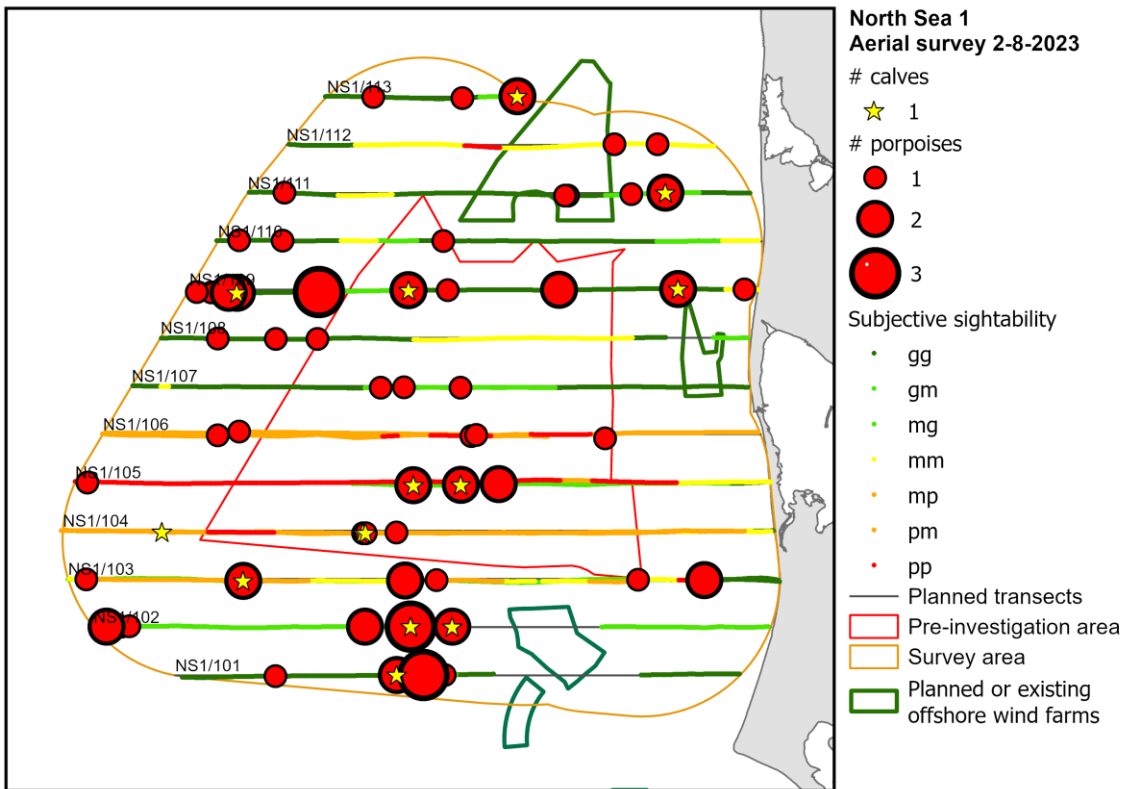 North Sea 1
Aerial survey 2-8-2023
# calves
1
# porpoises
1
2
3
Subjective sightability
gg
gm
mg
mm
mp
pm
pp
Planned transects
Pre-investigation area
Survey area
Planned or existing
offshore wind farms
NS1/113
NS1/112
NS1/111
NS1/110
NS1/109
NS1/108
NS1/107
NS1/106
NS1/105
NS1/104
NS1/103
NS1/102
NS1/101